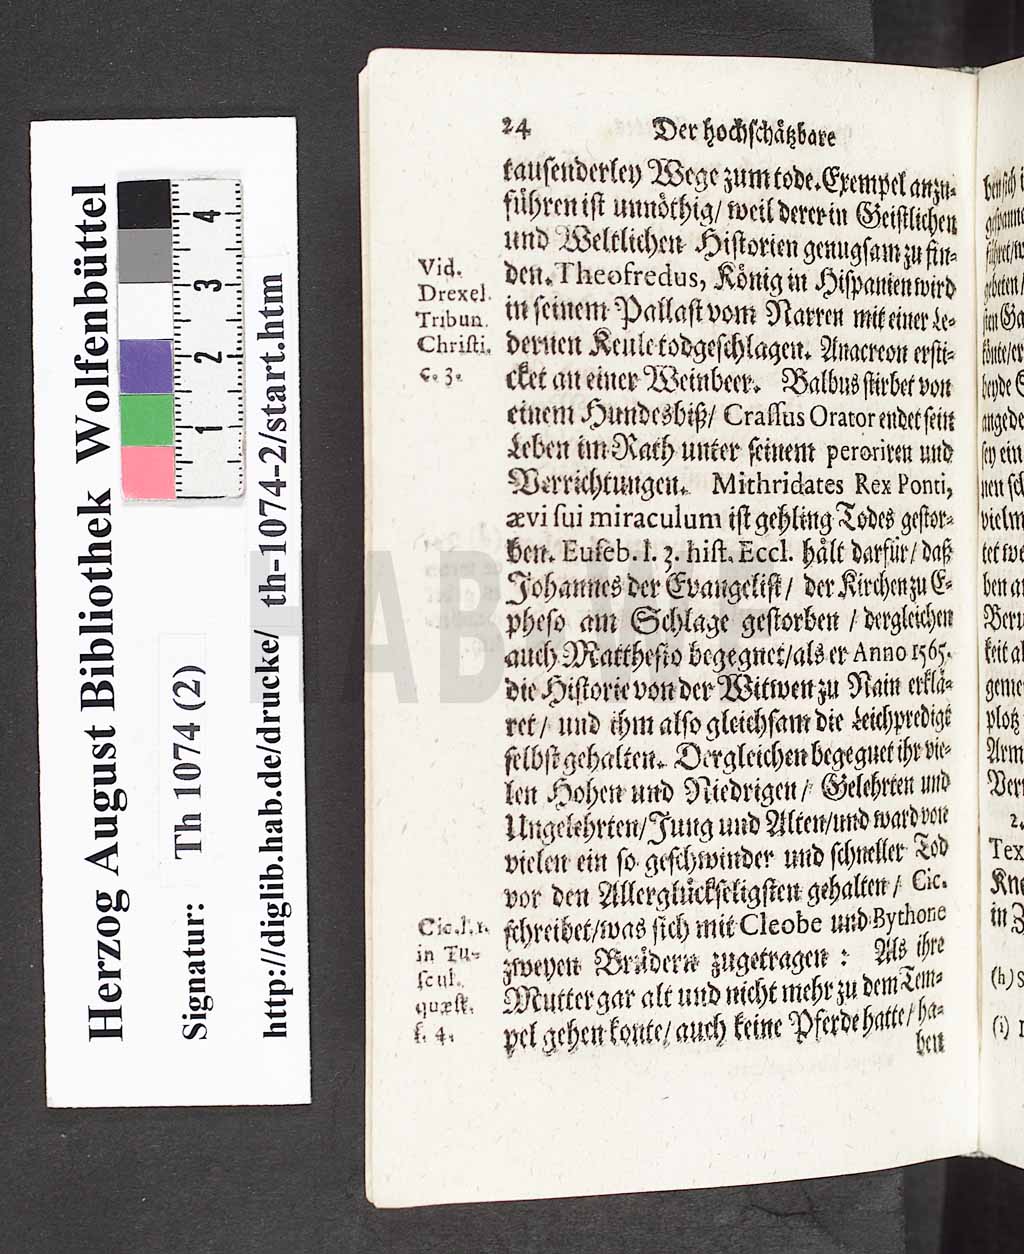 Herzog August Bibliothek Wolfenbüttel
Signatur: Th 1074 (2)
http://diglib.hab.de/drucke/ th-1074-2/start.htm
1 2 3 4
24 Der hochschätzbare
tausenderley Wege zum tode. Exempel anzu-
führen ist unnöthig/ weil derer in Geistlichen
und Weltlichen Historien genugsam zu fin-
den. Theofredus, König in Hispanien wird
in seinem Pallast vom Narren mit einer Le-
dernen Keule todgeschlagen. Anacreon ersti-
cket an einer Weinbeer. Balbus stirbet von
einem Hundesbiß/ Crassus Orator endet sein
Leben im Rath unter seinem peroriren und
Verrichtungen. Mithridates Rex Ponti,
ævi sui miraculum ist gehling Todes gestor-
ben. Euseb. l. 3. hist. Eccl. hält darfür/ daß
Johannes der Evangelist/ der Kirchen zu E-
pheso am Schlage gestorben / dergleichen
auch Matthesio begegnet/als er Anno 1565.
die Historie von der Witwen zu Nain erklä-
ret/ und ihm also gleichsam die Leichpredigt
selbst gehalten. Dergleichen begegnet ihr vie-
len Hohen und Niedrigen/ Gelehrten und
Ungelehrten/Jung und Alten/und ward von
vielen ein so geschwinder und schneller Tod
vor den Allerglückseligsten gehalten/ Cic.
schreibet/was sich mit Cleobe und Bythone
zweyen Brüdern zugetragen : Als ihre
Mutter gar alt und nicht mehr zu dem Tem-
pel gehen konte/ auch keine Pferde hatte/ ha-
ben
Vid.
Drexel.
Tribun.
Christi.
c. 3.
Cic. l. 1.
in Tu-
scul.
quæst.
f. 4.
HAB